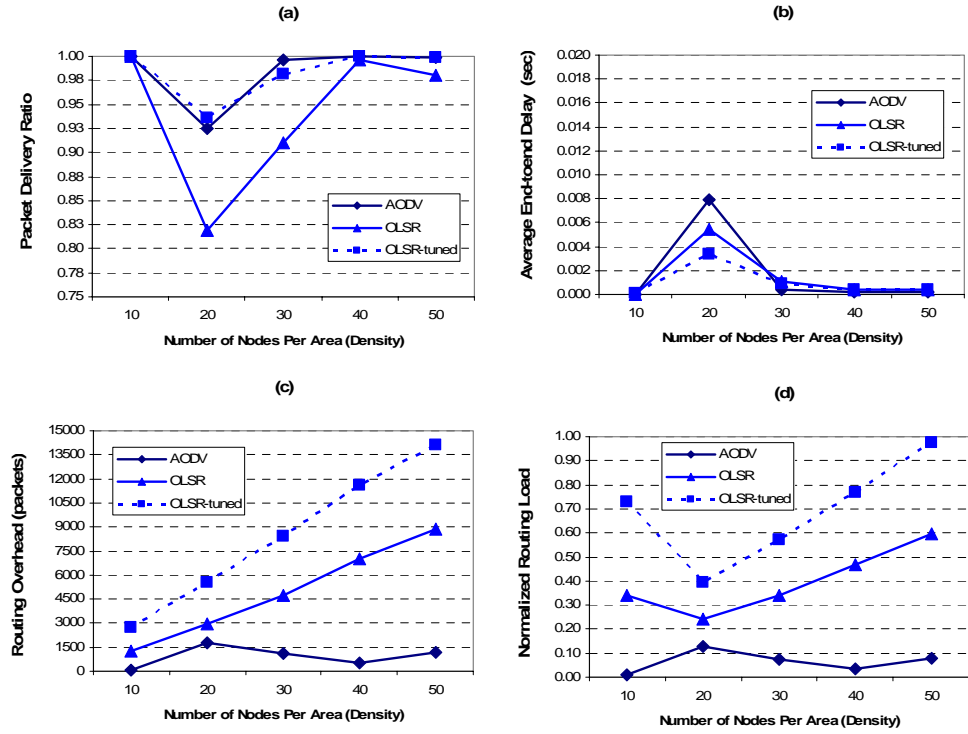 (a)
Packet Delivery Ratio
1.00
0.98
0.95
0.93
0.90
0.88
0.85
0.83
0.80
0.78
0.75
AODV
OLSR
OLSR-tuned
10 20 30 40 50
Number of Nodes Per Area (Density)
(b)
Average End-toend Delay (sec)
0.020
0.018
0.016
0.014
0.012
0.010
0.008
0.006
0.004
0.002
0.000
AODV
OLSR
OLSR-tuned
10 20 30 40 50
Number of Nodes Per Area (Density)
(c)
Routing Overhead (packets)
15000
13500
12000
10500
9000
7500
6000
4500
3000
1500
0
AODV
OLSR
OLSR-tuned
10 20 30 40 50
Number of Nodes Per Area (Density)
(d)
Normalized Routing Load
1.00
0.90
0.80
0.70
0.60
0.50
0.40
0.30
0.20
0.10
0.00
AODV
OLSR
OLSR-tuned
10 20 30 40 50
Number of Nodes Per Area (Density)